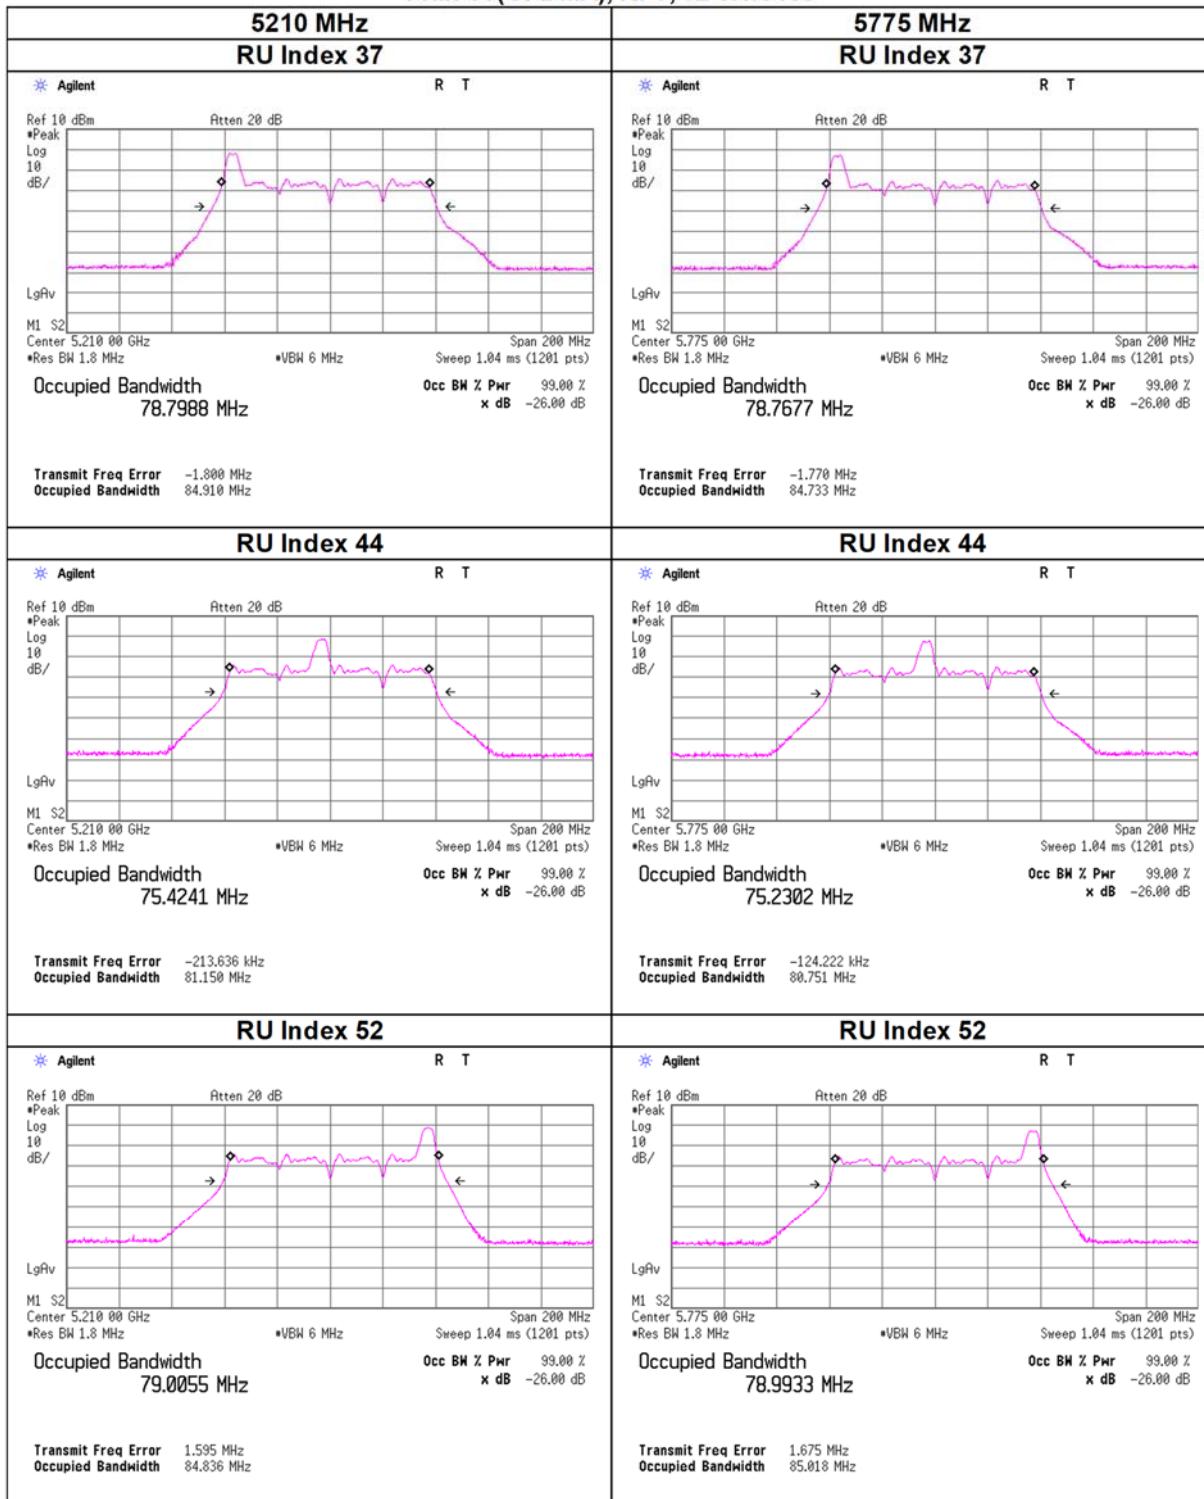 5210 MHz 5775 MHz
RU Index 37 RU Index 37
Agilent R T
Ref 10 dBm Atten 20 dB
*Peak
Log
10
dB/
LgAv
M1 S2
Center 5.210 00 GHz Span 200 MHz
*Res BW 1.8 MHz *VBW 6 MHz Sweep 1.04 ms (1201 pts)
Occupied Bandwidth Occ BW % Pwr 99.00 %
78.7988 MHz x dB -26.00 dB
Transmit Freq Error -1.800 MHz
Occupied Bandwidth 84.910 MHz
Agilent R T
Ref 10 dBm Atten 20 dB
*Peak
Log
10
dB/
LgAv
M1 S2
Center 5.775 00 GHz Span 200 MHz
*Res BW 1.8 MHz *VBW 6 MHz Sweep 1.04 ms (1201 pts)
Occupied Bandwidth Occ BW % Pwr 99.00 %
78.7677 MHz x dB -26.00 dB
Transmit Freq Error -1.770 MHz
Occupied Bandwidth 84.733 MHz
RU Index 44 RU Index 44
Agilent R T
Ref 10 dBm Atten 20 dB
*Peak
Log
10
dB/
LgAv
M1 S2
Center 5.210 00 GHz Span 200 MHz
*Res BW 1.8 MHz *VBW 6 MHz Sweep 1.04 ms (1201 pts)
Occupied Bandwidth Occ BW % Pwr 99.00 %
75.4241 MHz x dB -26.00 dB
Transmit Freq Error -213.636 kHz
Occupied Bandwidth 81.150 MHz
Agilent R T
Ref 10 dBm Atten 20 dB
*Peak
Log
10
dB/
LgAv
M1 S2
Center 5.775 00 GHz Span 200 MHz
*Res BW 1.8 MHz *VBW 6 MHz Sweep 1.04 ms (1201 pts)
Occupied Bandwidth Occ BW % Pwr 99.00 %
75.2302 MHz x dB -26.00 dB
Transmit Freq Error -124.222 kHz
Occupied Bandwidth 80.751 MHz
RU Index 52 RU Index 52
Agilent R T
Ref 10 dBm Atten 20 dB
*Peak
Log
10
dB/
LgAv
M1 S2
Center 5.210 00 GHz Span 200 MHz
*Res BW 1.8 MHz *VBW 6 MHz Sweep 1.04 ms (1201 pts)
Occupied Bandwidth Occ BW % Pwr 99.00 %
79.0055 MHz x dB -26.00 dB
Transmit Freq Error 1.595 MHz
Occupied Bandwidth 84.836 MHz
Agilent R T
Ref 10 dBm Atten 20 dB
*Peak
Log
10
dB/
LgAv
M1 S2
Center 5.775 00 GHz Span 200 MHz
*Res BW 1.8 MHz *VBW 6 MHz Sweep 1.04 ms (1201 pts)
Occupied Bandwidth Occ BW % Pwr 99.00 %
78.9933 MHz x dB -26.00 dB
Transmit Freq Error 1.675 MHz
Occupied Bandwidth 85.018 MHz